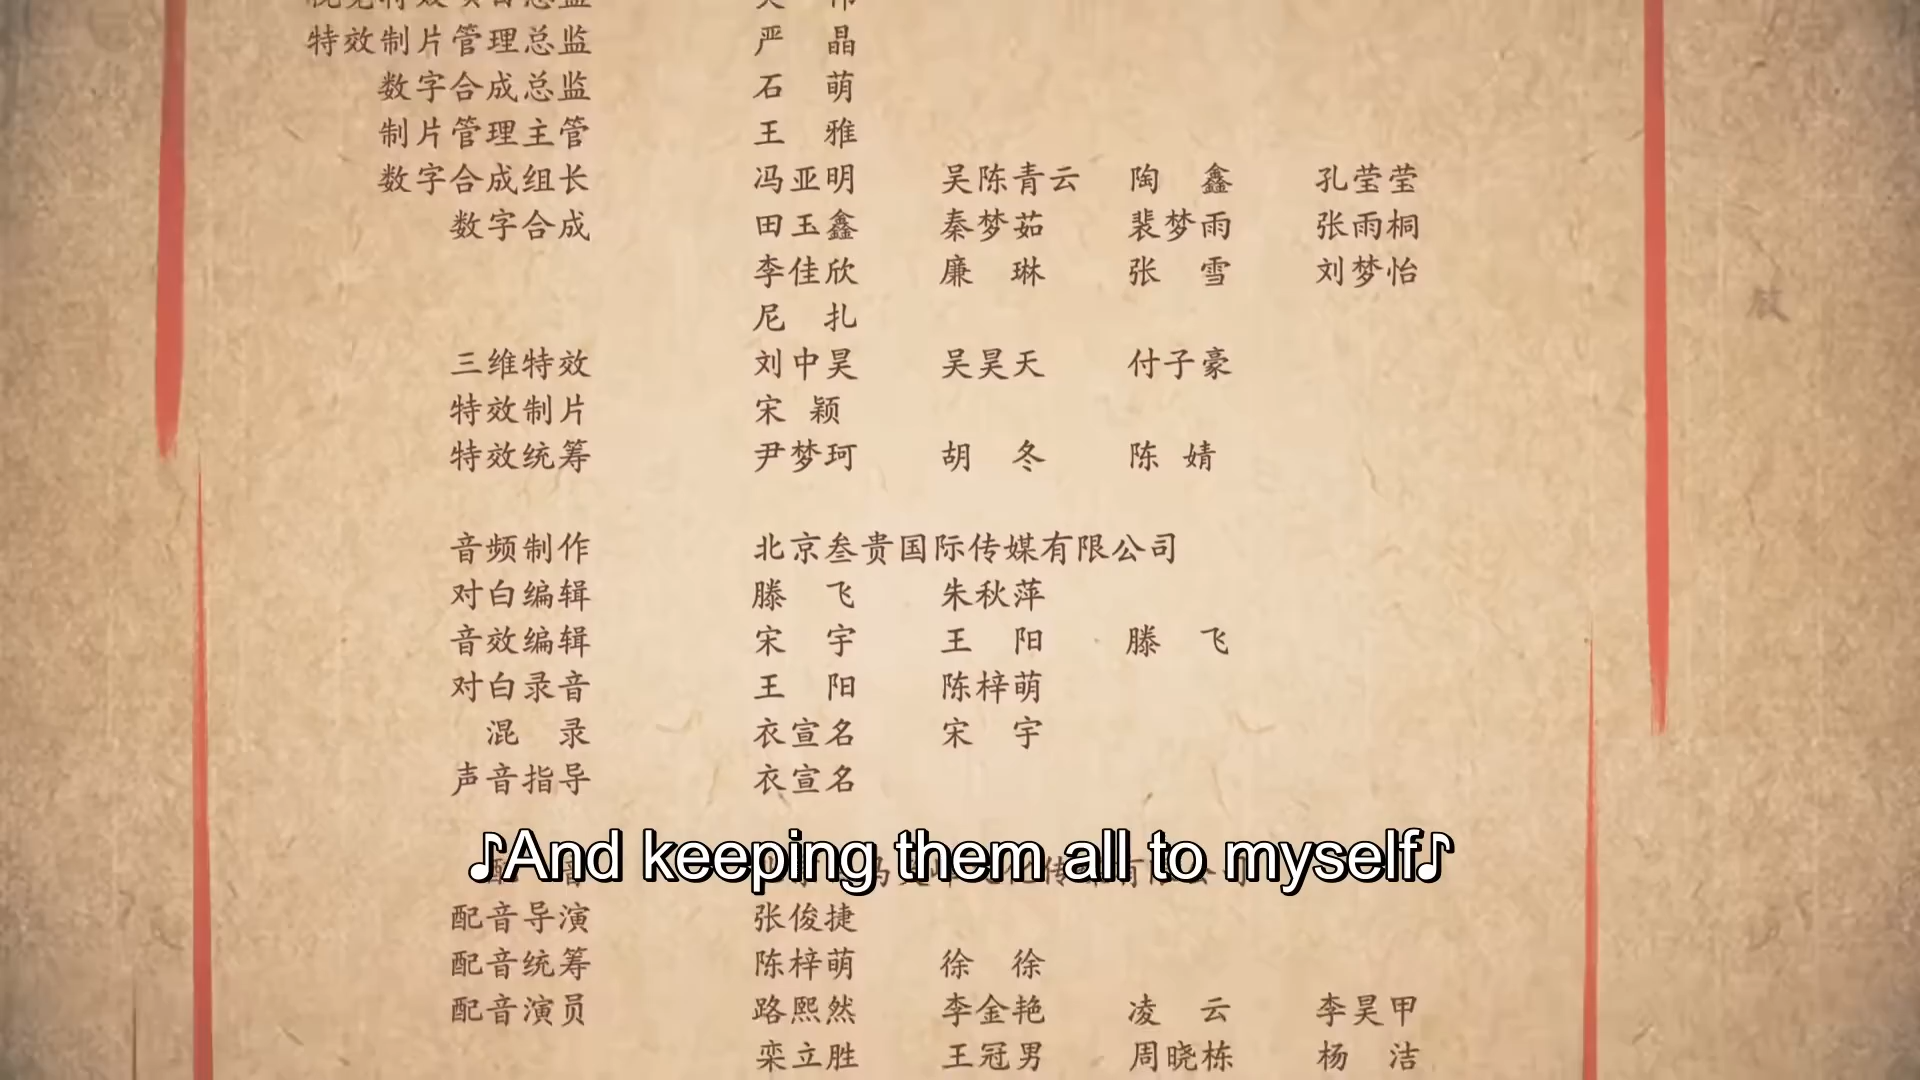 特效制片管理总监 严 晶
数字合成总监 石 萌
制片管理主管 王 雅
数字合成组长 冯亚明 吴陈青云 陶 鑫 孔莹莹
数字合成 田玉鑫 秦梦茹 裴梦雨 张雨桐
李佳欣 廉 琳 张 雪 刘梦怡
尼 扎
三维特效 刘中昊 吴昊天 付子豪
特效制片 宋 颖
特效统筹 尹梦珂 胡 冬 陈 婧
音频制作 北京叁贵国际传媒有限公司
对白编辑 滕 飞 朱秋萍
音效编辑 宋 宇 王 阳 滕 飞
对白录音 王 阳 陈梓萌
混 录 衣宣名 宋 宇
声音指导 衣宣名
♪And keeping them all to myself♪
配音导演 张俊捷
配音统筹 陈梓萌 徐 徐
配音演员 路熙然 李金艳 凌 云 李昊甲
栾立胜 王冠男 周晓栋 杨 洁